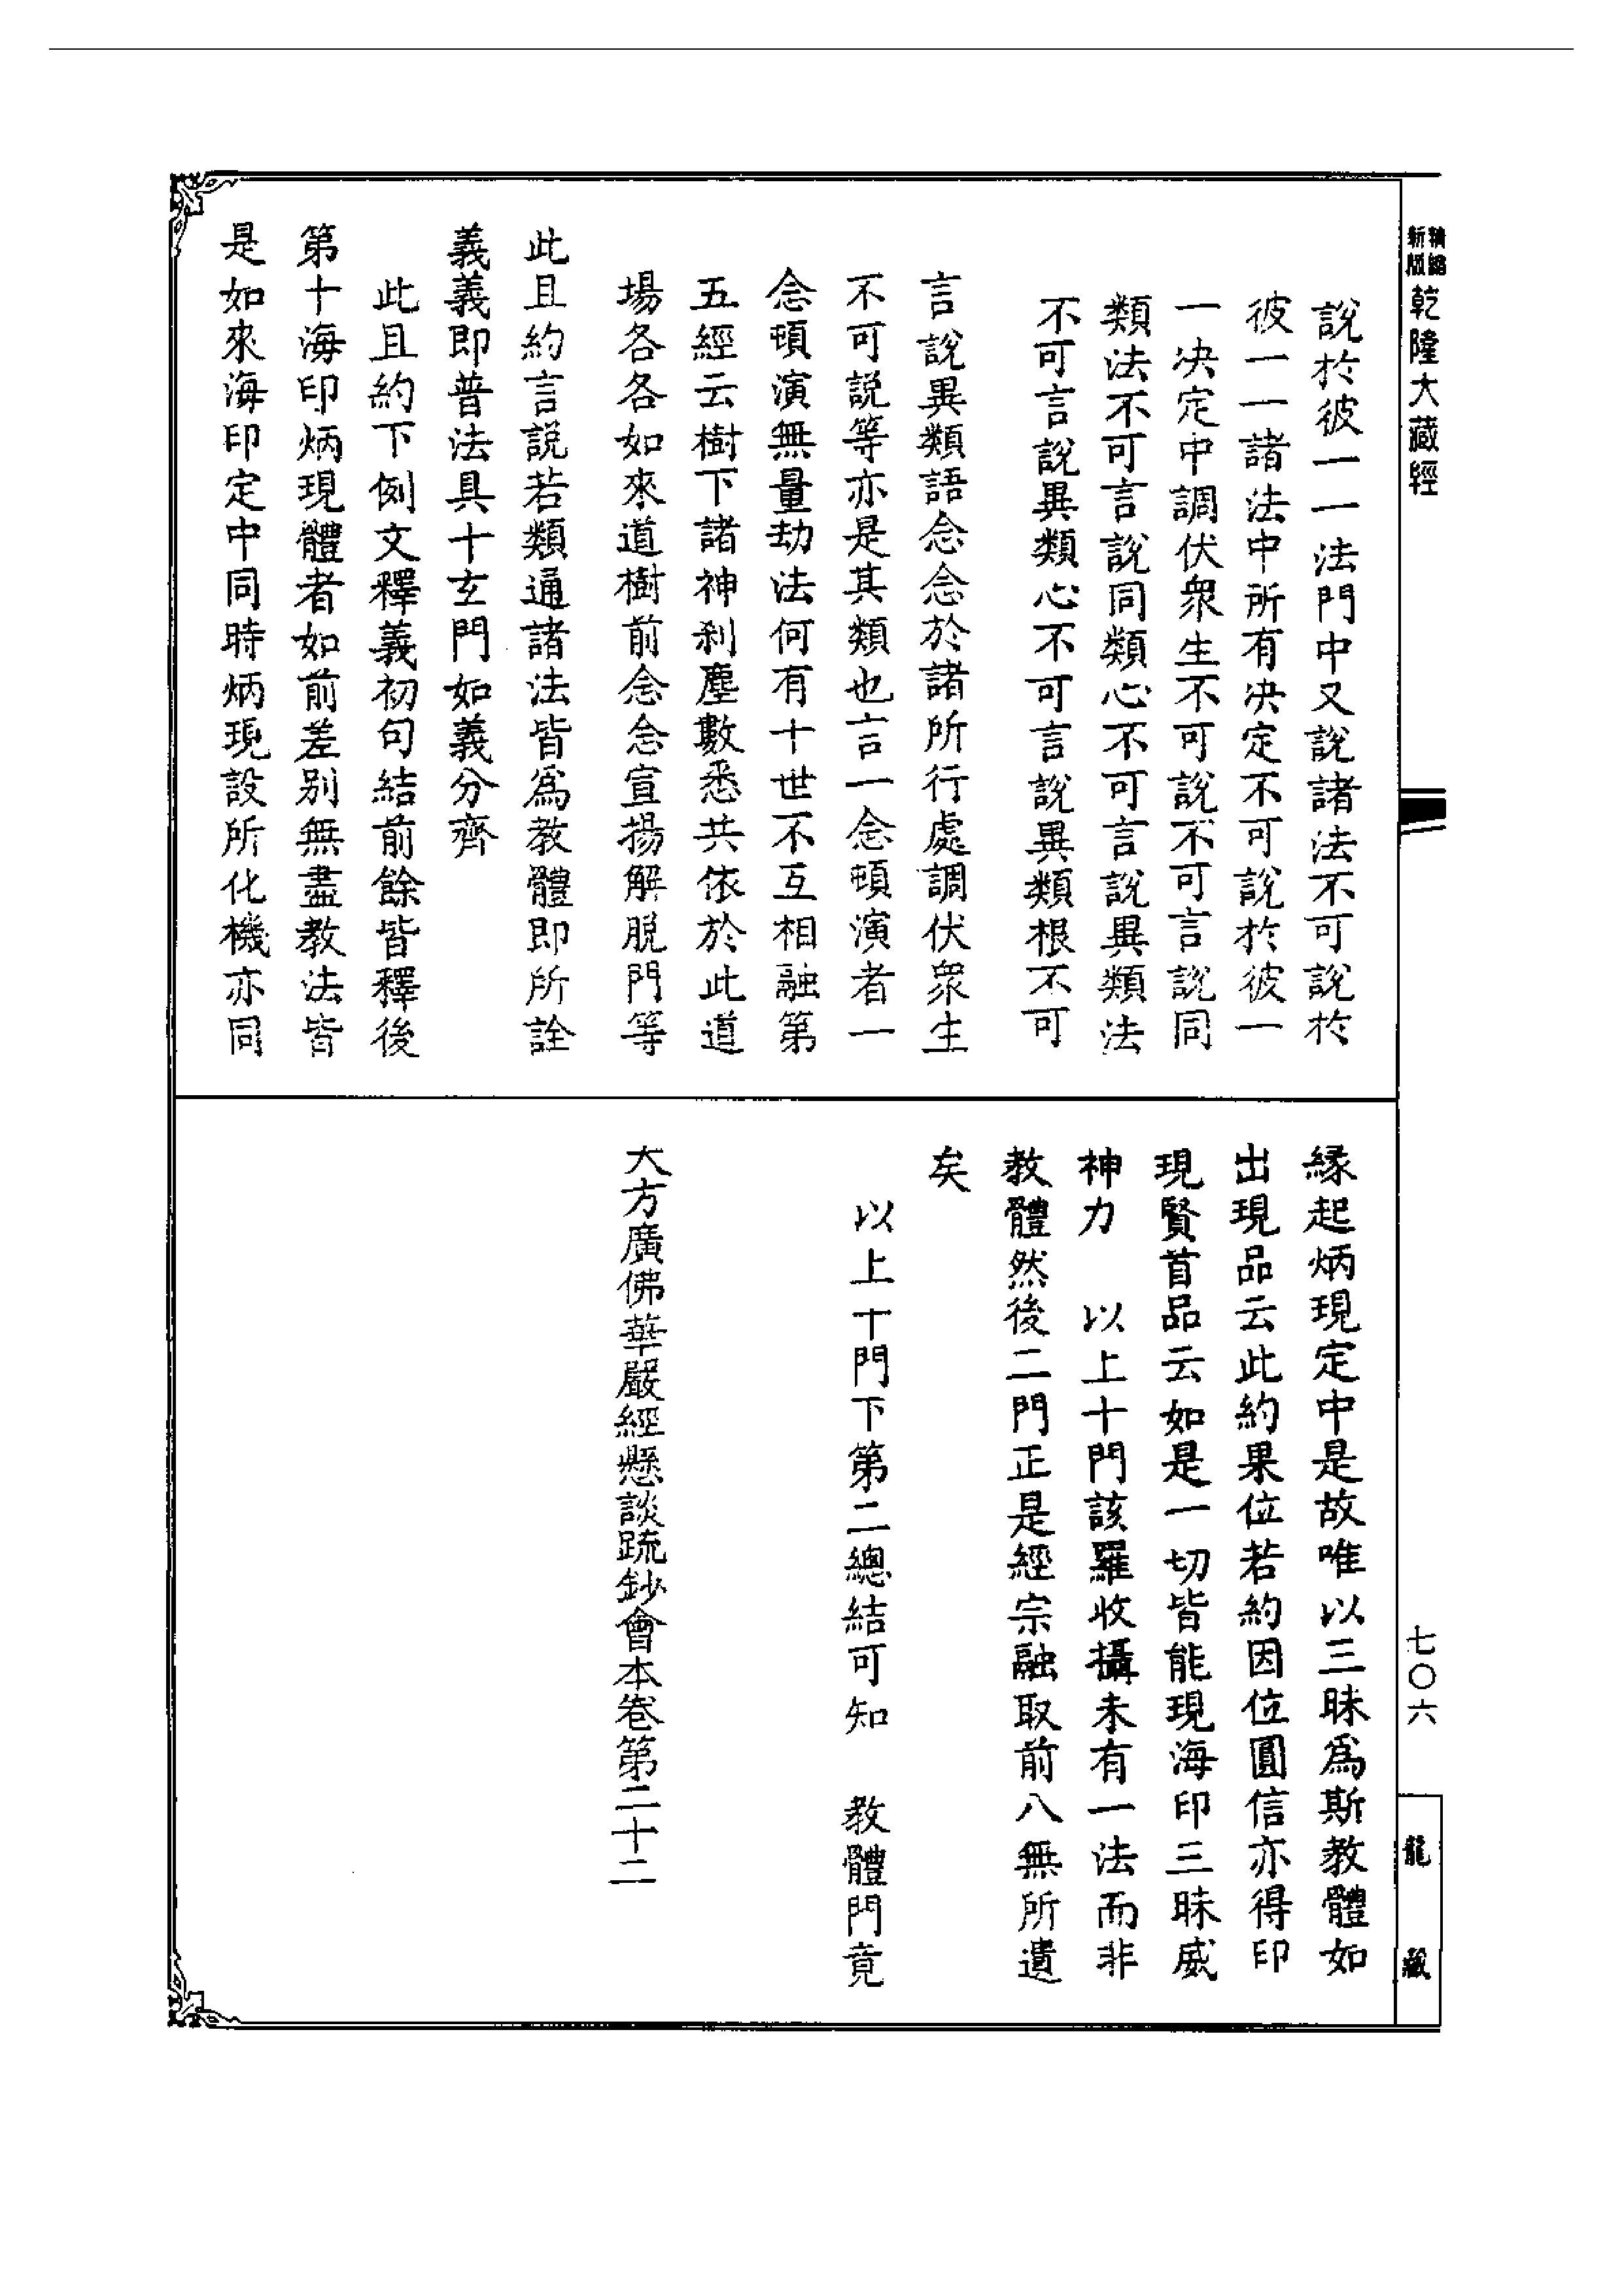 新版
精縮
乾隆大藏經
說於彼一一法門中又說諸法不可說於
彼一一諸法中所有決定不可說於彼一
一決定中調伏衆生不可說不可言說同
類法不可言說同類心不可言說異類法
不可言說異類心不可言說異類根不可
言說異類語念念於諸所行處調伏衆生
不可說等亦是其類也言一念頓演者一
念頓演無量劫法何有十世不互相融第
五經云樹下諸神刹塵數悉共依於此道
場各各如來道樹前念念宣揚解脫門等
此且約言說若類通諸法皆爲教體即所詮
義義即普法具十玄門如義分齊
此且約下例文釋義初句結前餘皆釋後
第十海印炳現體者如前差別無盡教法皆
是如來海印定中同時炳現設所化機亦同
緣起炳現定中是故唯以三昧爲斯教體如
出現品云此約果位若約因位圓信亦得印
現賢首品云如是一切皆能現海印三昧威
神力 以上十門該羅收攝未有一法而非
教體然後二門正是經宗融取前八無所遺
矣
以上十門下第二總結可知 教體門竟
大方廣佛華嚴經懸談疏鈔會本卷第二十二
七〇六
龍藏